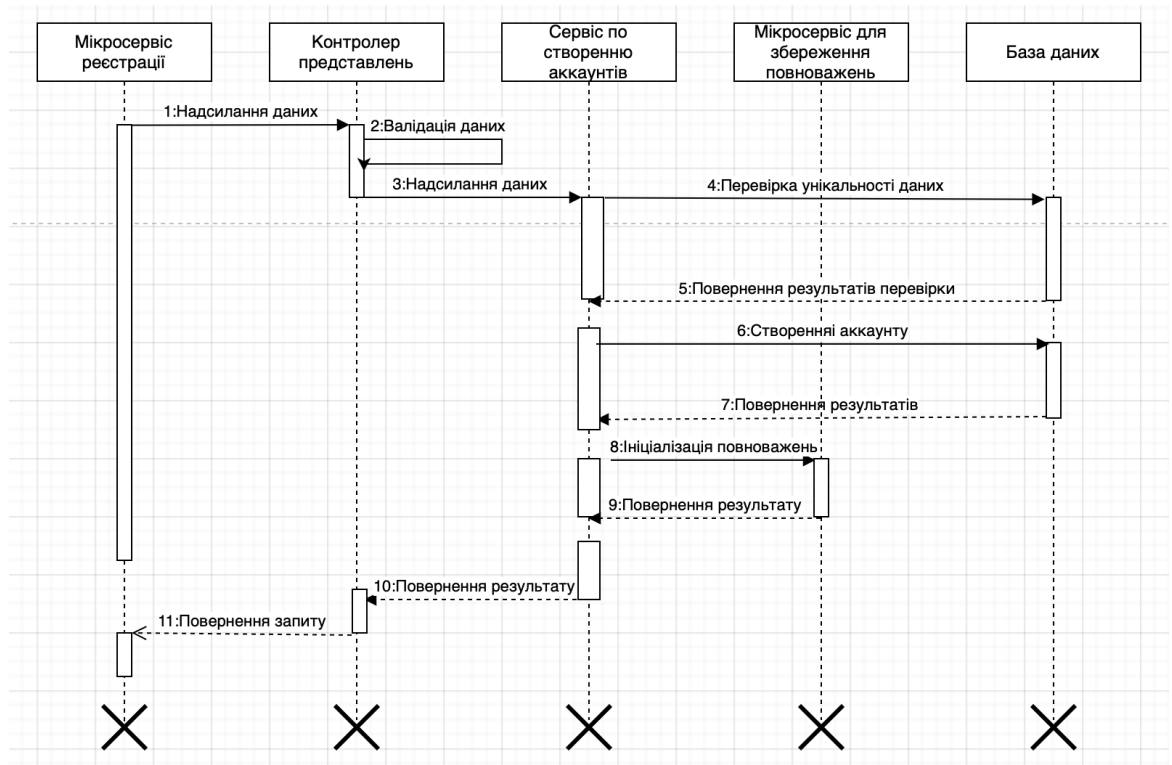 Мікросервіс
реєстрації
Контролер
представлень
Сервіс по
створенню
аккаунтів
Мікросервіс для
збереження
повноважень
База даних
1:Надсилання даних
2:Валідація даних
3:Надсилання даних
4:Перевірка унікальності даних
5:Повернення результатів перевірки
6:Створенняі аккаунту
7:Повернення результатів
8:Ініціалізація повноважень
9:Повернення результату
10:Повернення результату
11:Повернення запиту